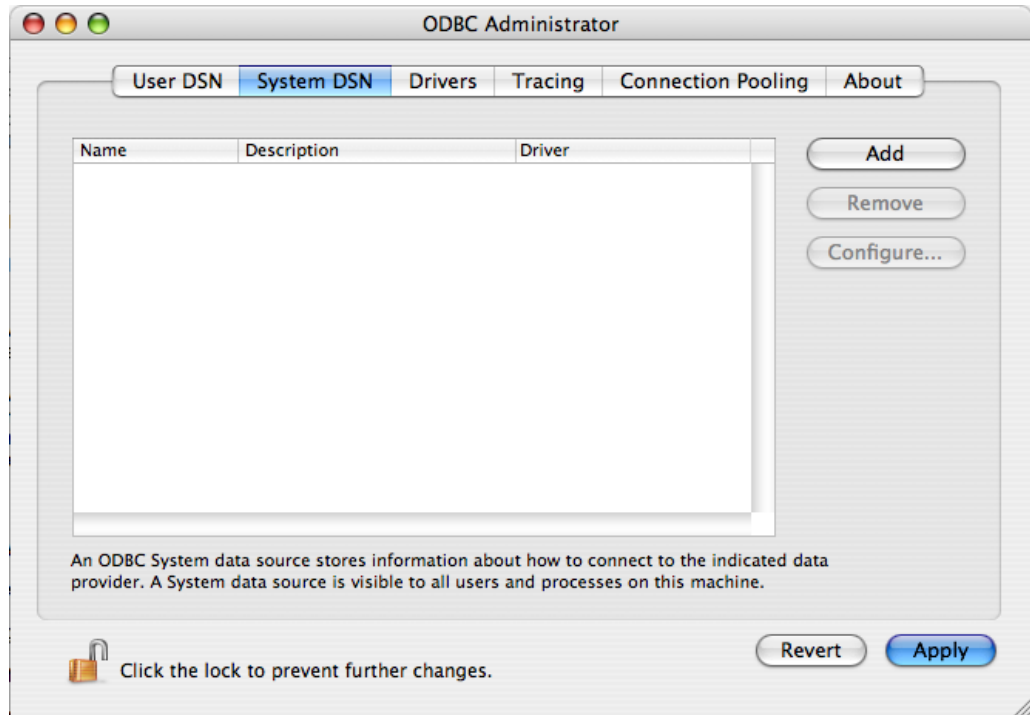 ODBC Administrator
User DSN System DSN Drivers Tracing Connection Pooling About
Name Description Driver
Add
Remove
Configure...
An ODBC System data source stores information about how to connect to the indicated data
provider. A System data source is visible to all users and processes on this machine.
Click the lock to prevent further changes.
Revert Apply